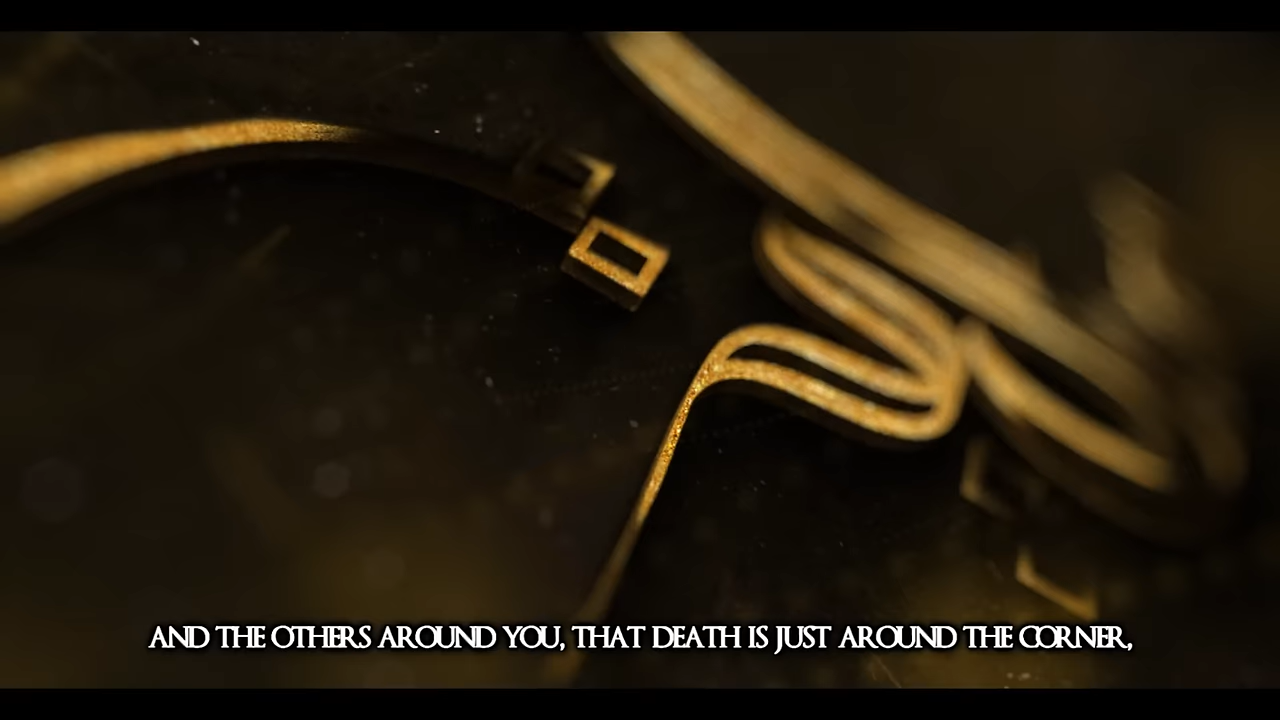 AND THE OTHERS AROUND YOU, THAT DEATH IS JUST AROUND THE CORNER,